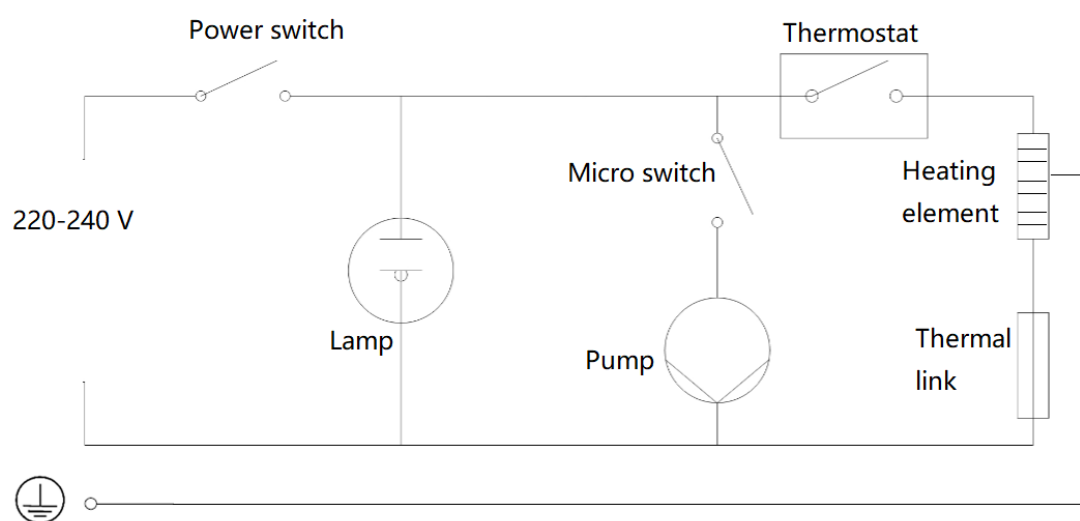 Power switch
Thermostat
Micro switch
Heating
element
220-240 V
Lamp
Pump
Thermal
link